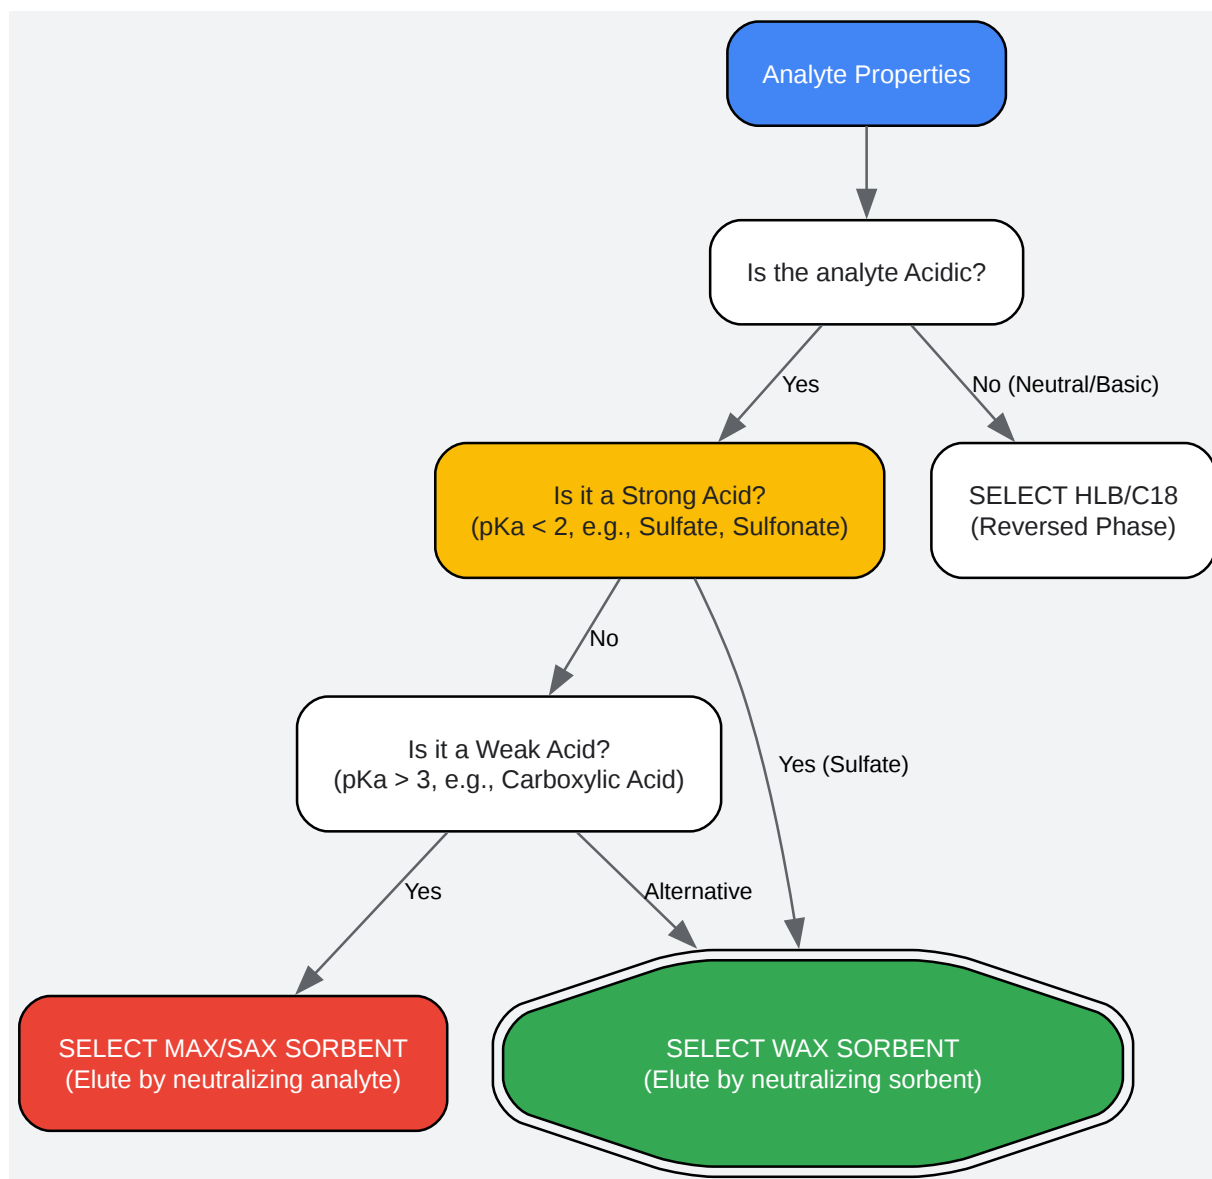 Analyte Properties
Is the analyte Acidic?
Yes
No (Neutral/Basic)
Is it a Strong Acid?
(pKa < 2, e.g., Sulfate, Sulfonate)
SELECT HLB/C18
(Reversed Phase)
No
Is it a Weak Acid?
(pKa > 3, e.g., Carboxylic Acid)
Yes (Sulfate)
Yes
Alternative
SELECT MAX/SAX SORBENT
(Elute by neutralizing analyte)
SELECT WAX SORBENT
(Elute by neutralizing sorbent)